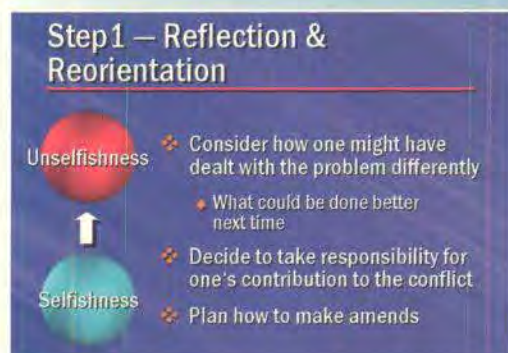 Step1 — Reflection &
Reorientation
Unselfishness
❖ Consider how one might have
dealt with the problem differently
◆ What could be done better
next time
❖ Decide to take responsibility for
one's contribution to the conflict
Selfishness
❖ Plan how to make amends